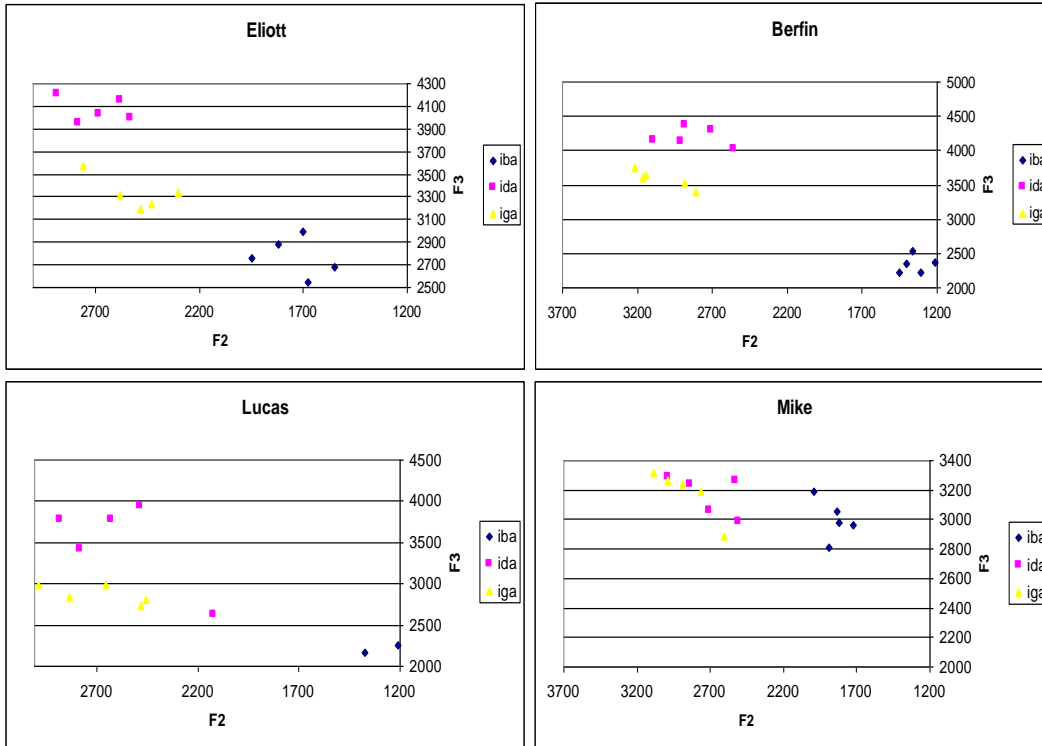 Eliott
4300
4100
3900
3700
3500
3300
3100
2900
2700
2500
2700 2200 1700 1200
F2
F3
iba
ida
iga
Berfin
5000
4500
4000
3500
3000
2500
2000
3700 3200 2700 2200 1700 1200
F2
F3
iba
ida
iga
Lucas
4500
4000
3500
3000
2500
2000
2700 2200 1700 1200
F2
F3
iba
ida
iga
Mike
3400
3200
3000
2800
2600
2400
2200
2000
3700 3200 2700 2200 1700 1200
F2
F3
iba
ida
iga